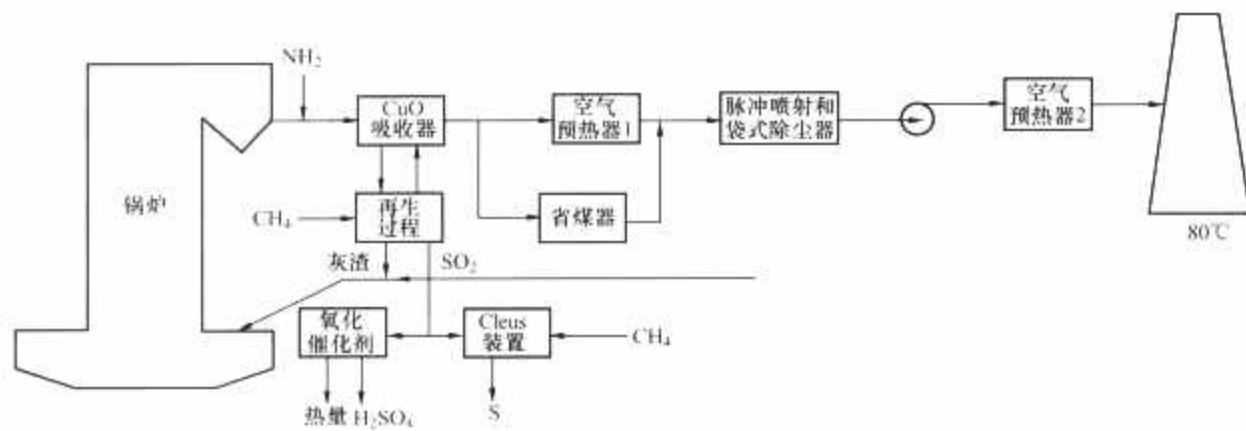 NH₂
CuO
吸收器
空气
预热器1
脉冲喷射和
袋式除尘器
空气
预热器2
锅炉
CH₄
再生
过程
省煤器
80℃
灰渣
SO₂
氧化
催化剂
Cleus
装置
CH₄
热量 H₂SO₄
S